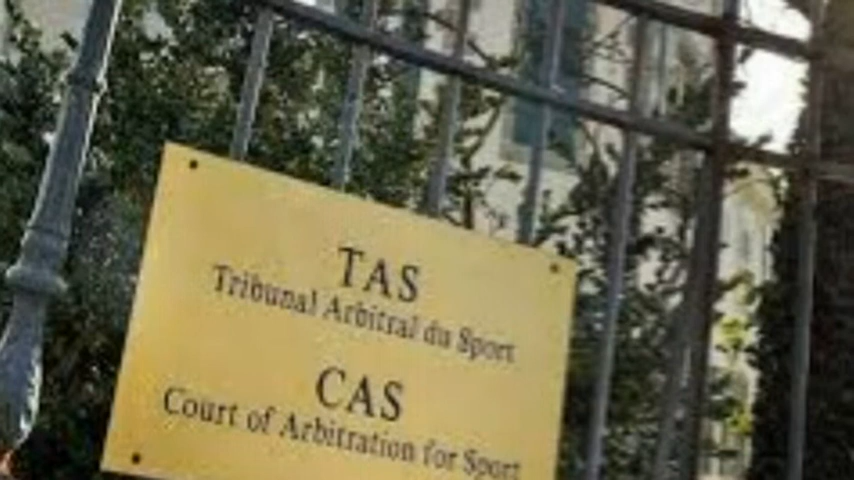 TAS
Tribunal Arbitral du Sport
CAS
Court of Arbitration for Sport